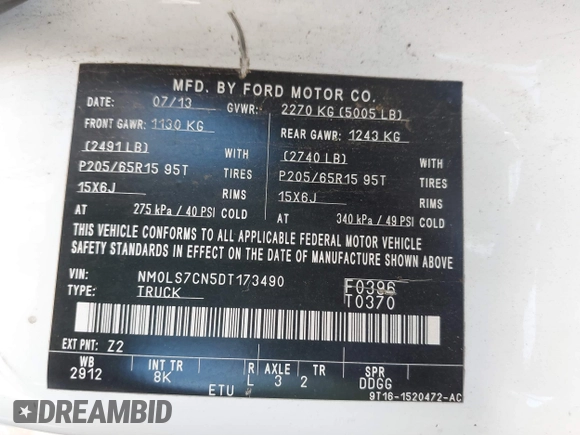 MFD. BY FORD MOTOR CO.
DATE: 07/13 GVWR: 2270 KG (5005 LB)
FRONT GAWR: 1130 KG REAR GAWR: 1243 KG
(2491 LB) WITH (2740 LB) WITH
P205/65R15 95T TIRES P205/65R15 95T TIRES
15X6J RIMS 15X6J RIMS
AT 275 kPa / 40 PSI COLD AT 340 kPa / 49 PSI COLD
THIS VEHICLE CONFORMS TO ALL APPLICABLE FEDERAL MOTOR VEHICLE
SAFETY STANDARDS IN EFFECT ON THE DATE OF MANUFACTURE SHOWN ABOVE.
VIN: NM0LS7CN5DT173490 F0396
TYPE: TRUCK T0370
EXT PNT: Z2
WB INT TR R AXLE TR SPR
2912 8K L 3 2 DDGG
ETU 9T16-1520472-AC
DREAMBID